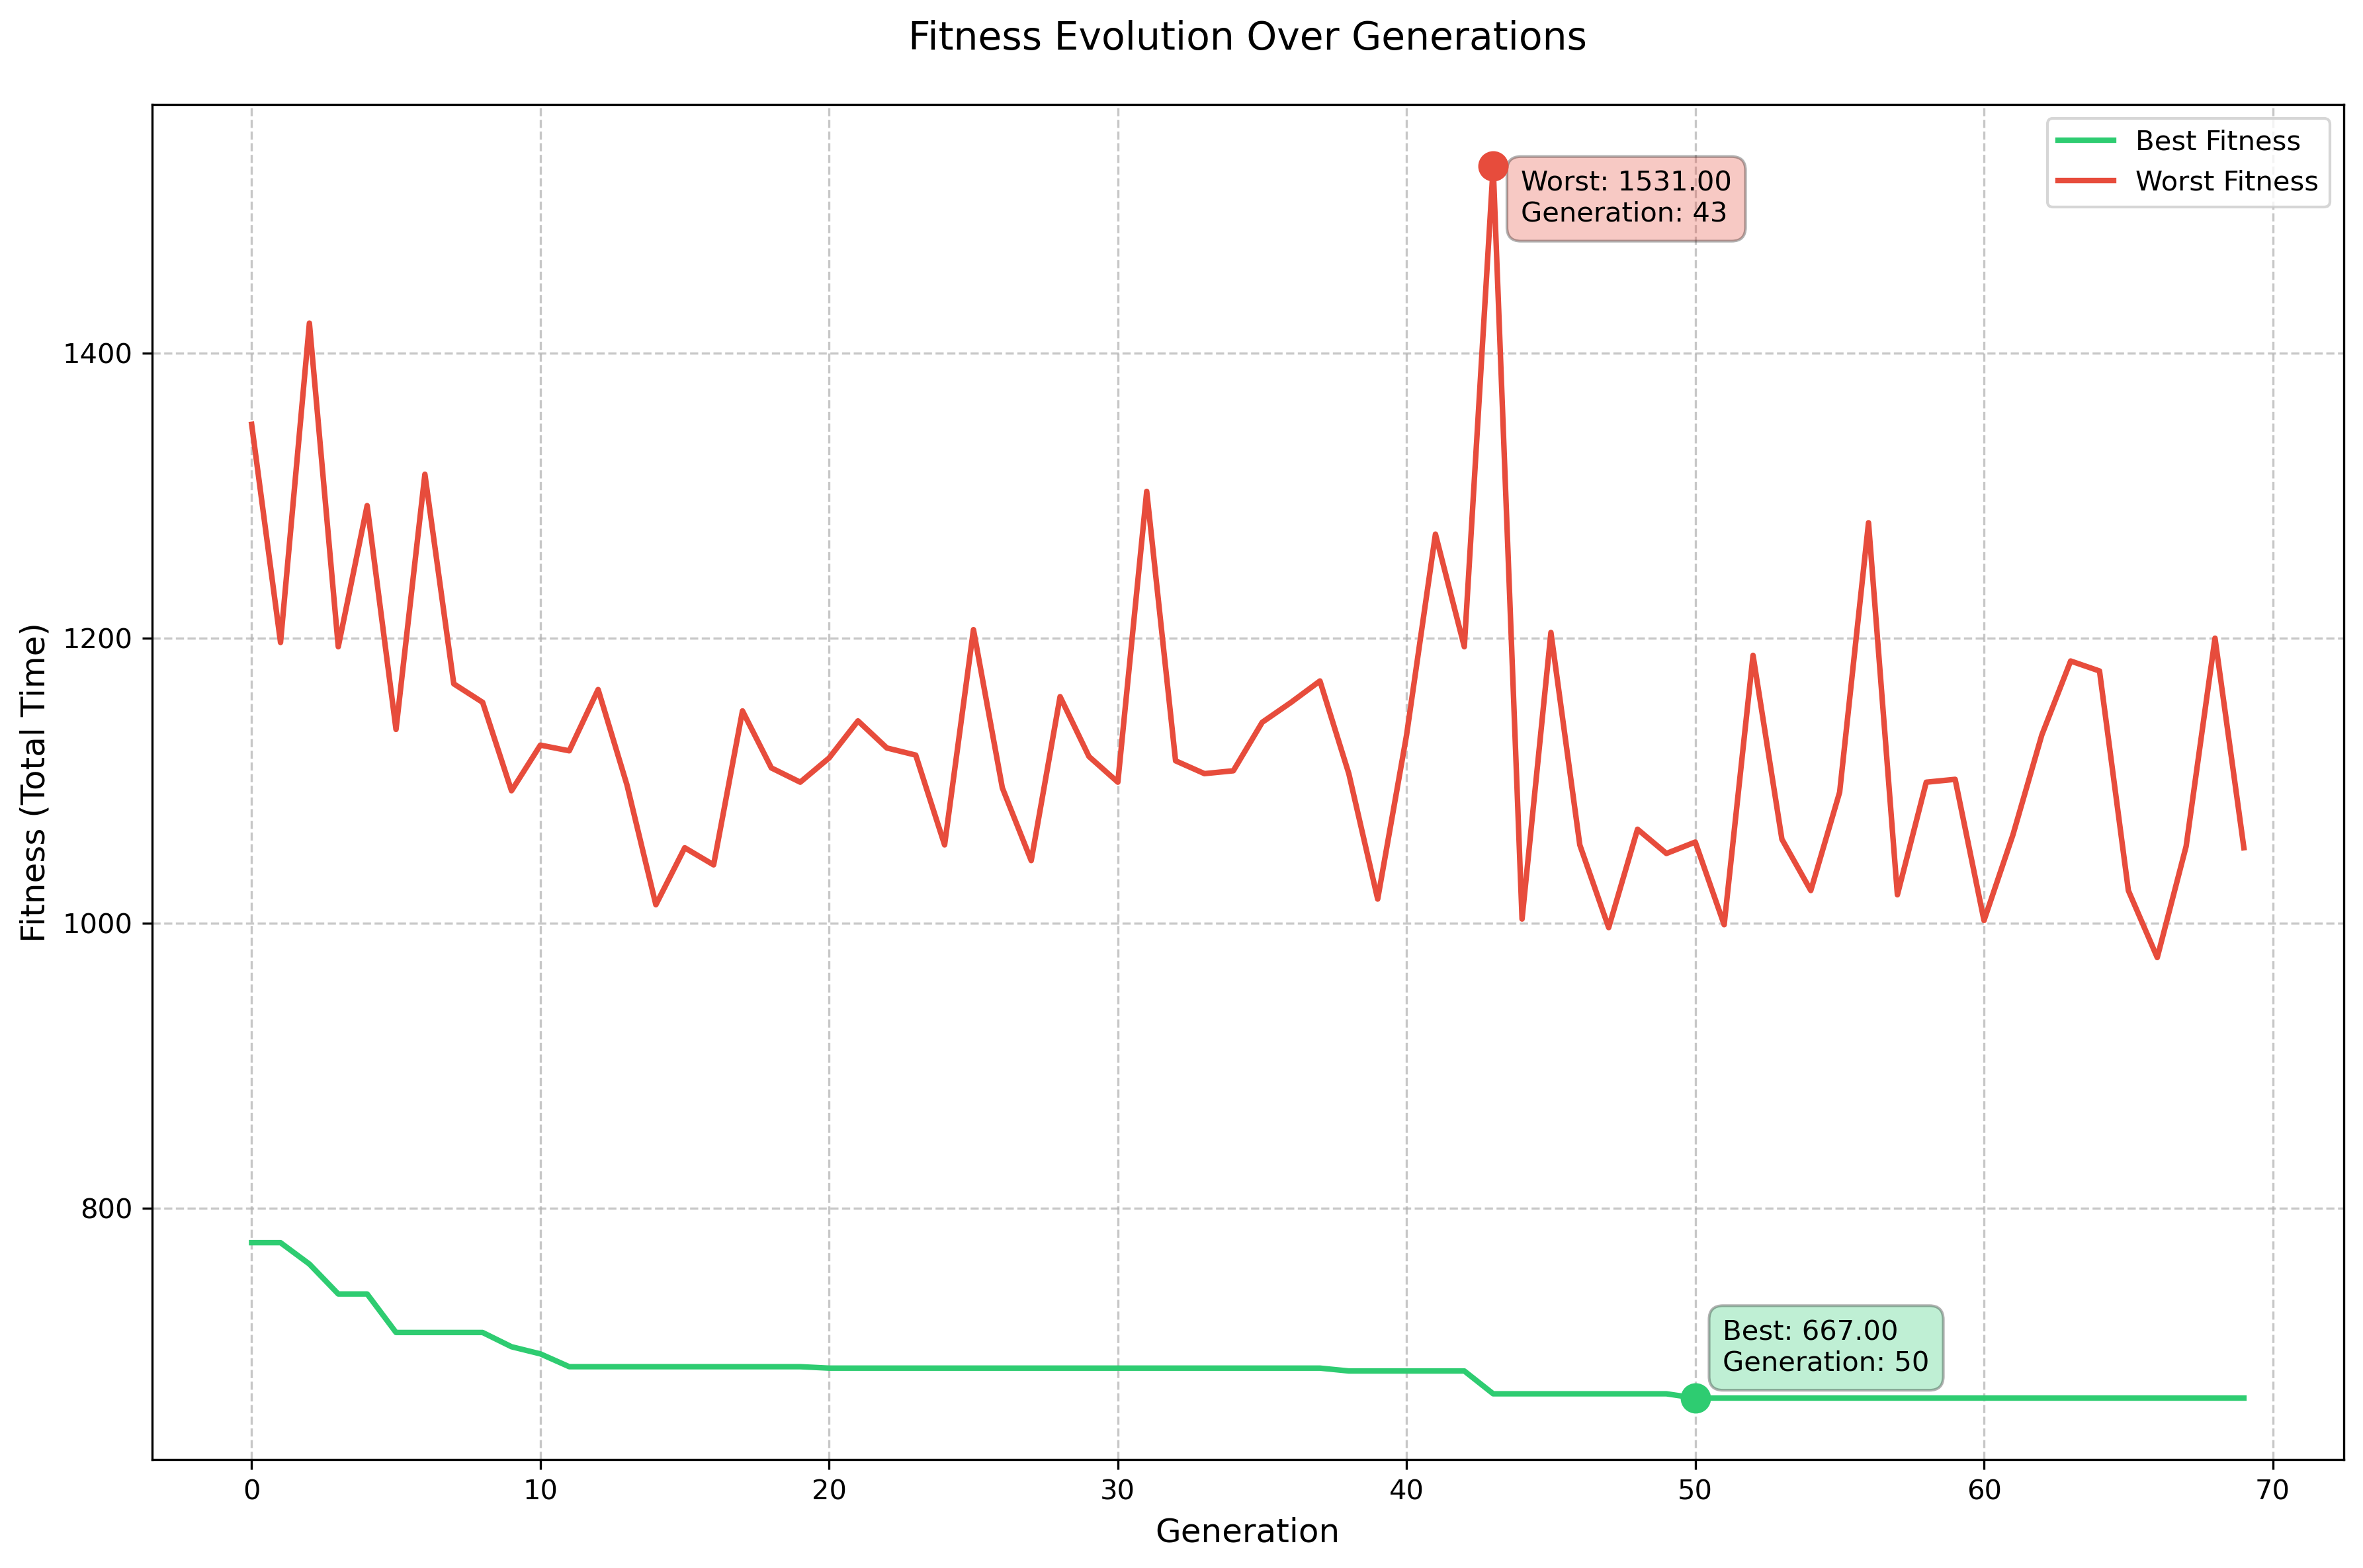 Fitness Evolution Over Generations
Best Fitness
Worst Fitness
Worst: 1531.00
Generation: 43
1400
1200
1000
800
Fitness (Total Time)
Best: 667.00
Generation: 50
0 10 20 30 40 50 60 70
Generation